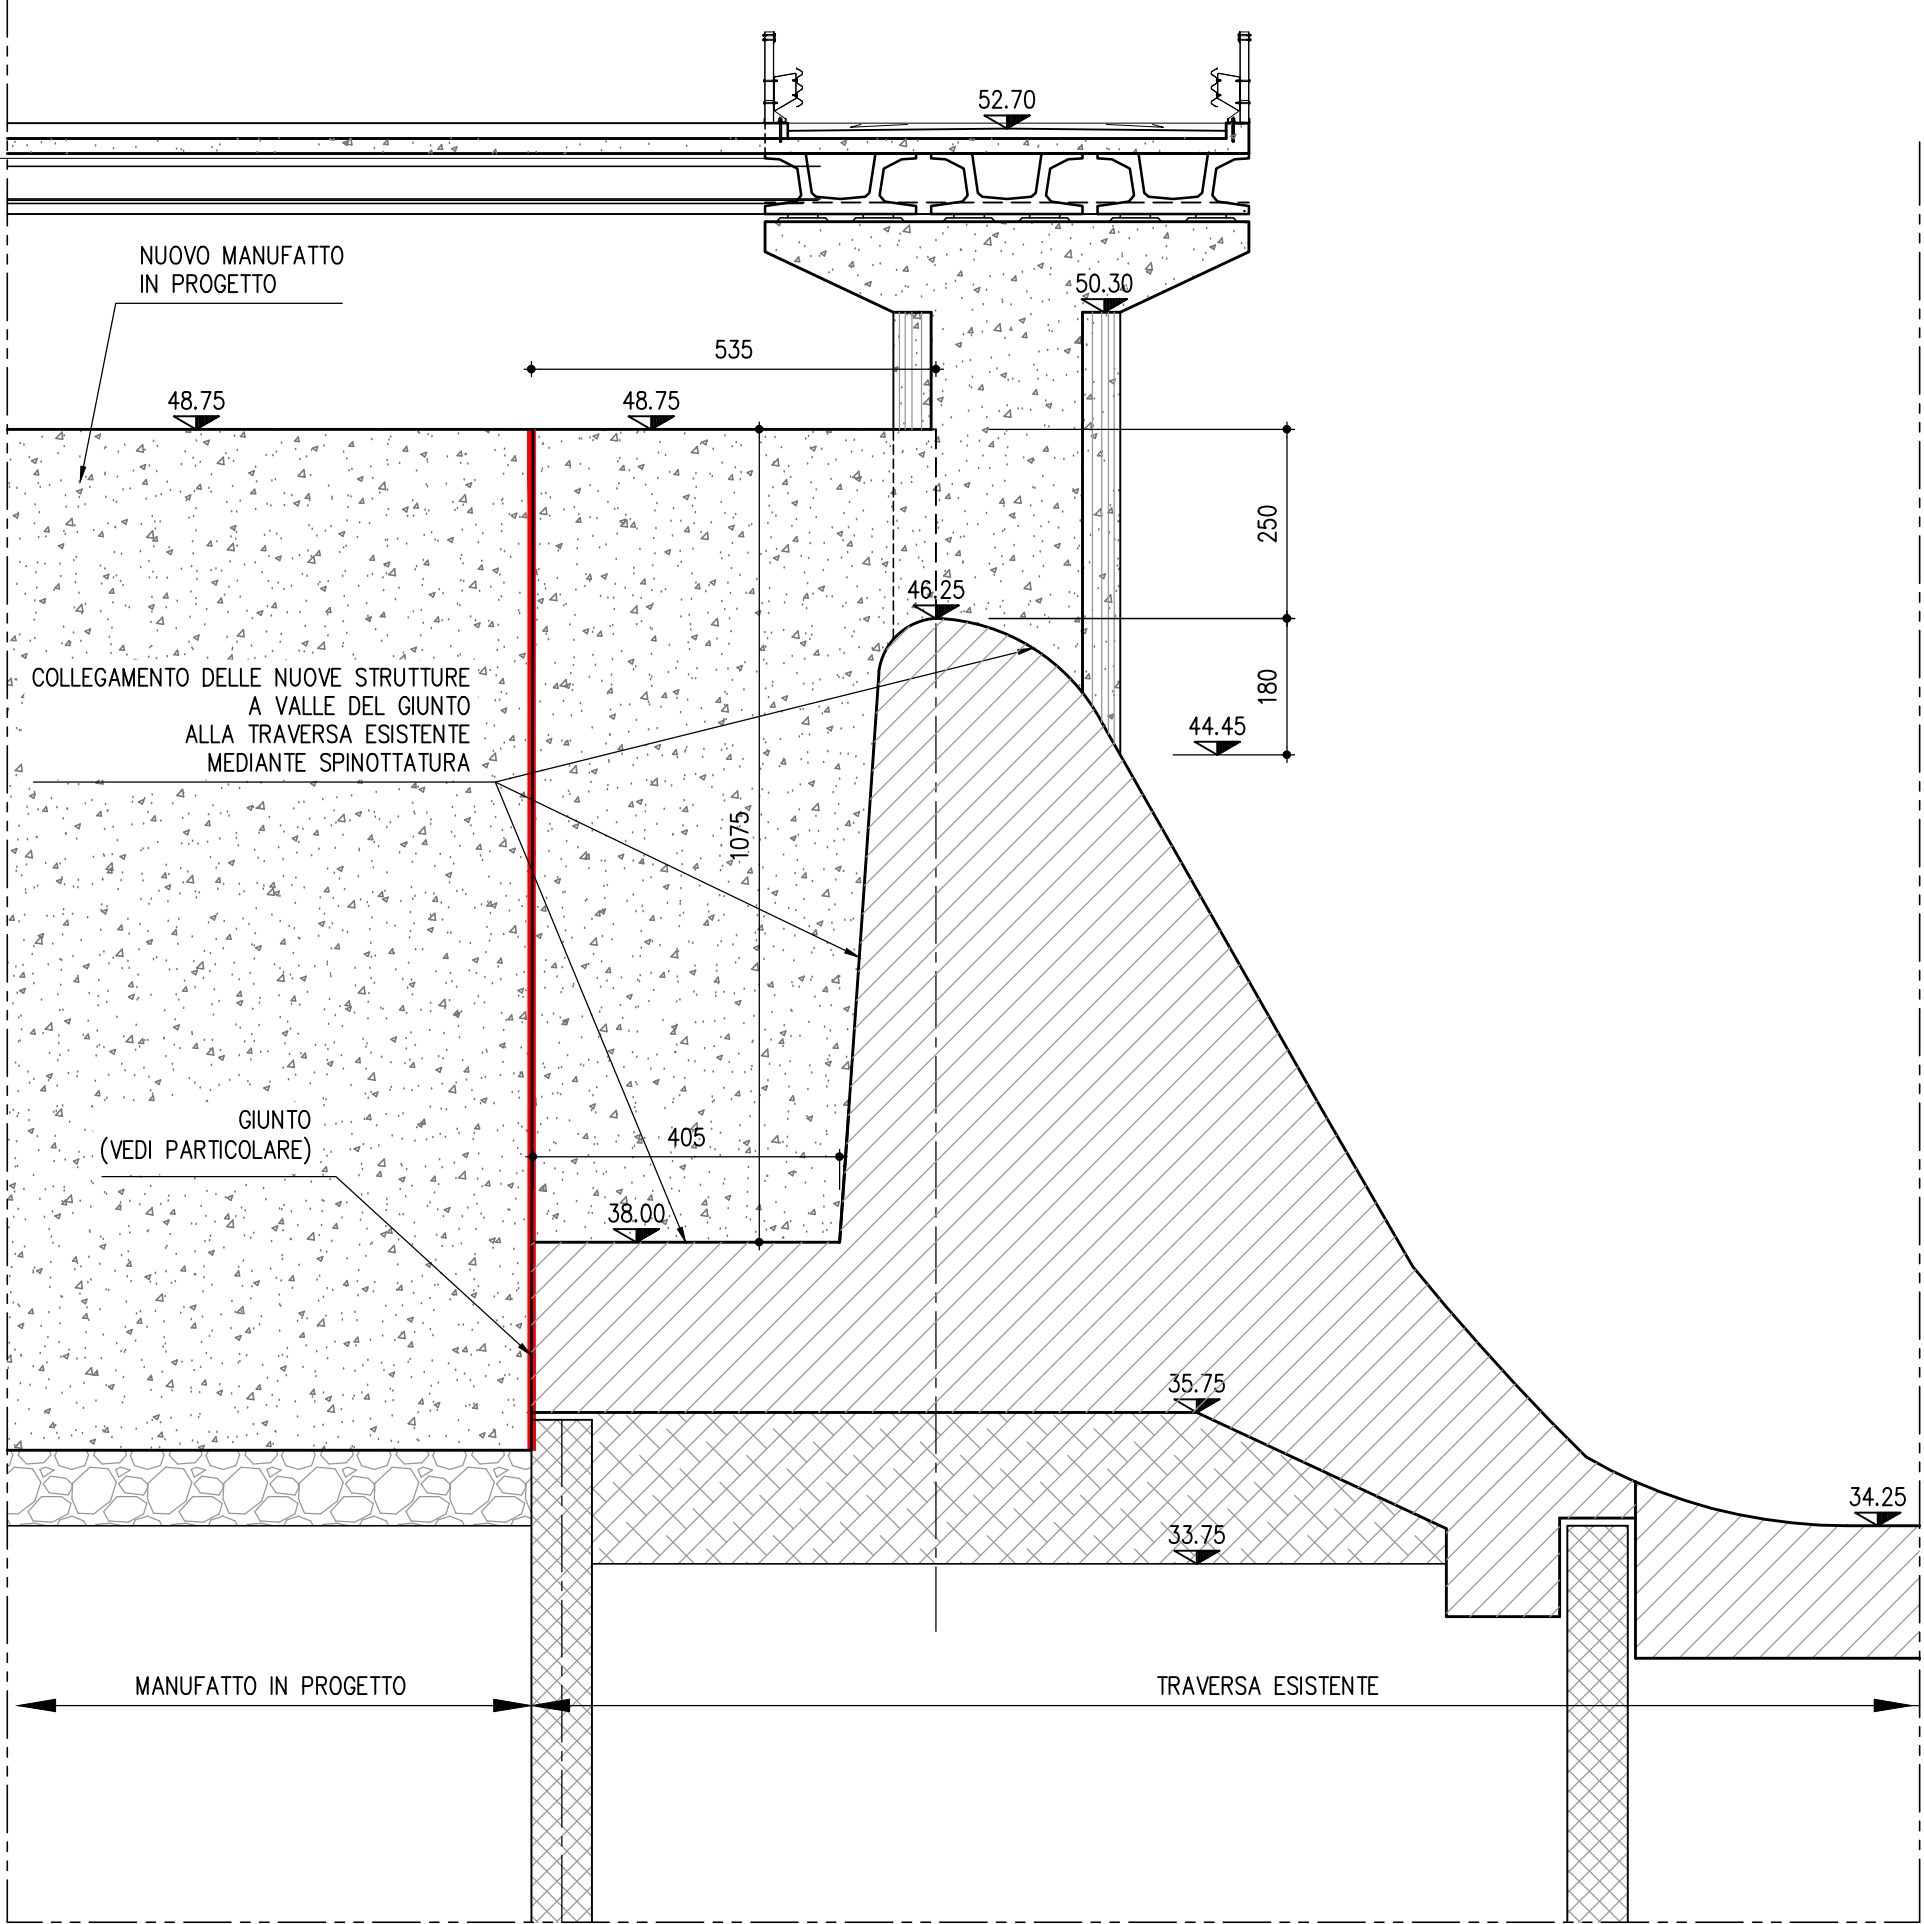 52.70
NUOVO MANUFATTO
IN PROGETTO
50.30
535
48.75
48.75
250
46.25
COLLEGAMENTO DELLE NUOVE STRUTTURE
A VALLE DEL GIUNTO
ALLA TRAVERSA ESISTENTE
MEDIANTE SPINOTTATURA
180
44.45
1075
GIUNTO
(VEDI PARTICOLARE)
405
38.00
35.75
34.25
33.75
MANUFATTO IN PROGETTO
TRAVERSA ESISTENTE